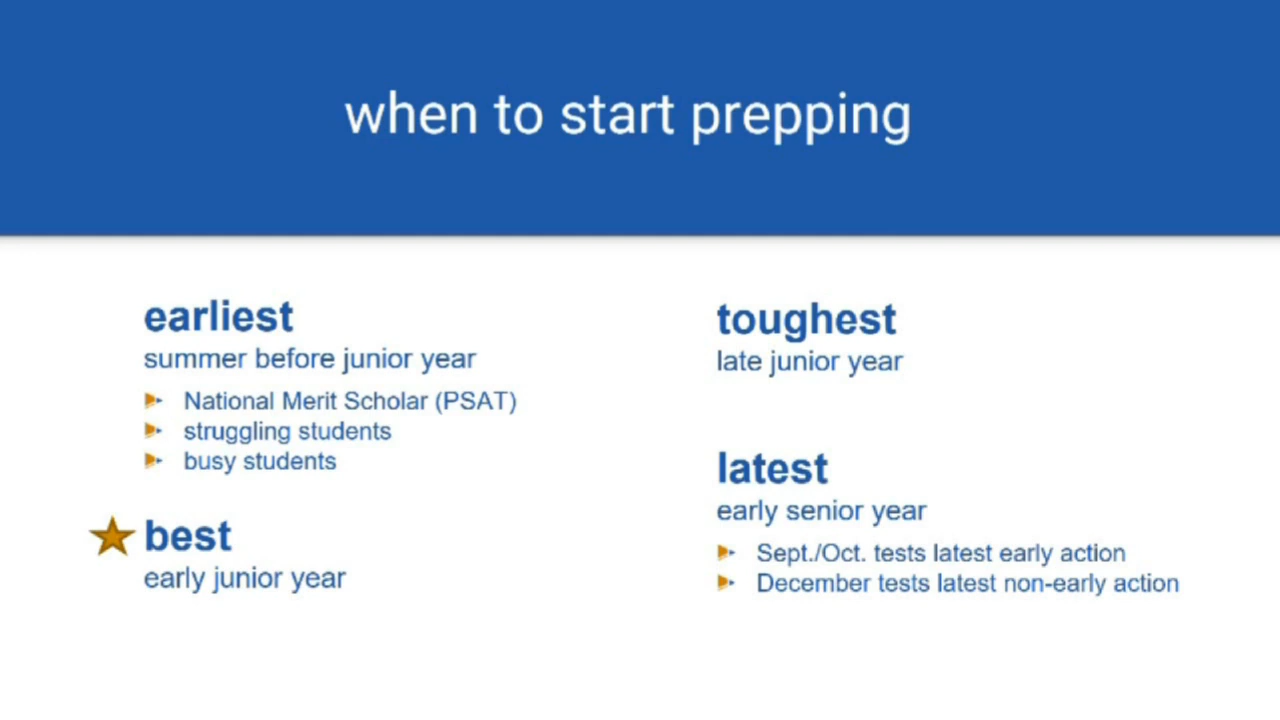 when to start prepping
earliest
summer before junior year
National Merit Scholar (PSAT)
struggling students
busy students
best
early junior year
toughest
late junior year
latest
early senior year
Sept./Oct. tests latest early action
December tests latest non-early action